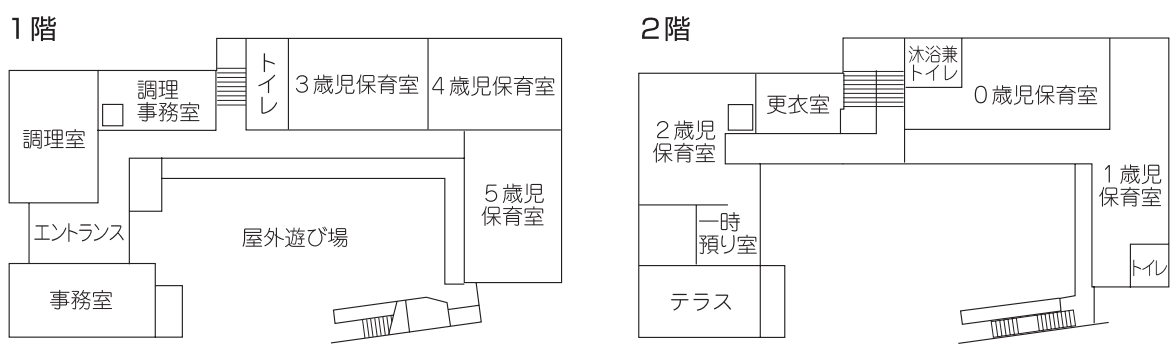 1階
トイレ
3歳児保育室
4歳児保育室
調理
事務室
調理室
5歳児
保育室
エントランス
屋外遊び場
事務室
2階
沐浴兼
トイレ
0歳児保育室
更衣室
2歳児
保育室
1歳児
保育室
一時
預り室
トイレ
テラス